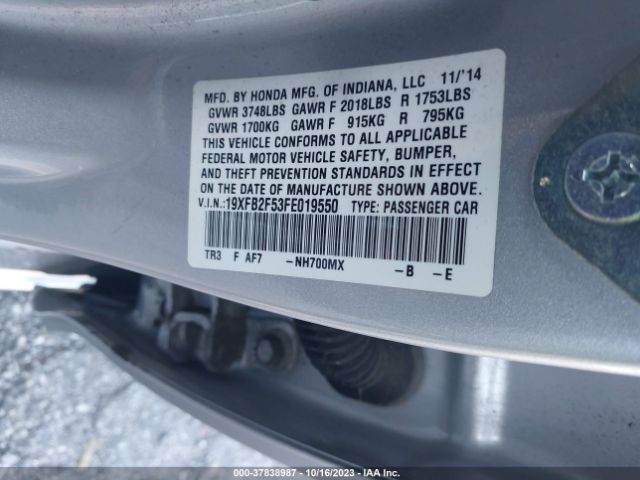 MFD. BY HONDA MFG. OF INDIANA, LLC 11/'14
GVWR 3748LBS GAWR F 2018LBS R 1753LBS
GVWR 1700KG GAWR F 915KG R 795KG
THIS VEHICLE CONFORMS TO ALL APPLICABLE
FEDERAL MOTOR VEHICLE SAFETY, BUMPER,
AND THEFT PREVENTION STANDARDS IN EFFECT
ON THE DATE OF MANUFACTURE SHOWN ABOVE.
V.I.N.:19XFB2F53FE019550 TYPE: PASSENGER CAR
TR3 F AF7 -NH700MX -B -E
000-37838987 - 10/16/2023 - IAA Inc.